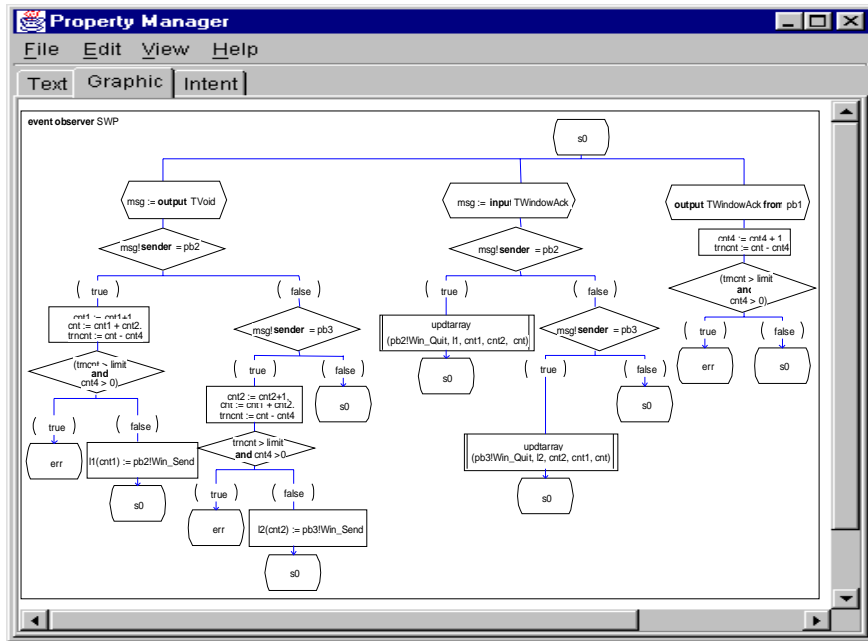 Property Manager
File Edit View Help
Text Graphic Intent
event observer SWP
s0
msg := output TVoid
msg!sender = pb2
( true )
( false )
cnt1 := cnt1+1,
cnt := cnt1 + cnt2,
trncnt := cnt - cnt4
(trncnt > limit
and
cnt4 > 0)
( true )
( false )
err
l1(cnt1) := pb2!Win_Send
s0
msg!sender = pb3
( true )
( false )
s0
cnt2 := cnt2+1,
cnt := cnt1 + cnt2,
trncnt := cnt - cnt4
trncnt > limit
and cnt4 >0
( true )
( false )
err
l2(cnt2) := pb3!Win_Send
s0
msg := input TWindowAck
msg!sender = pb2
( true )
( false )
updtarray
(pb2!Win_Quit, l1, cnt1, cnt2, cnt)
s0
msg!sender = pb3
( true )
( false )
s0
updtarray
(pb3!Win_Quit, l2, cnt2, cnt1, cnt)
s0
output TWindowAck from pb1
cnt4 := cnt4 + 1,
trncnt := cnt - cnt4
(trncnt > limit
and
cnt4 > 0)
( true )
( false )
err
s0